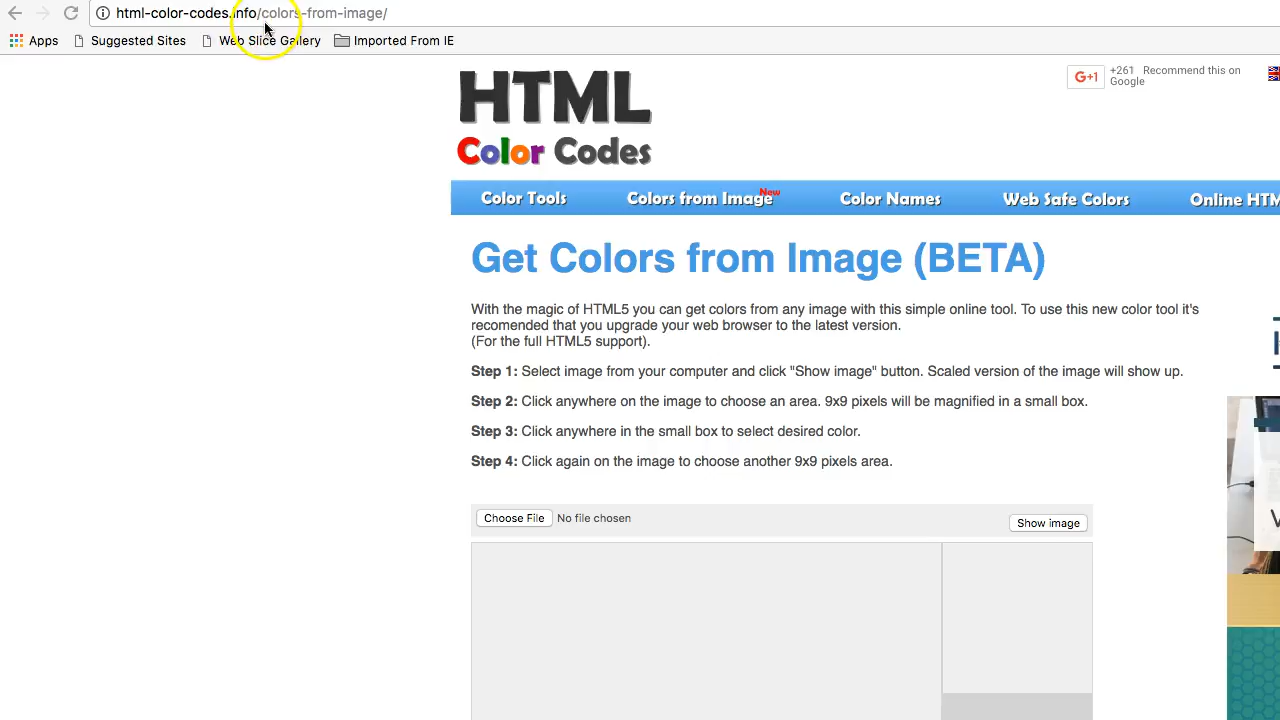 html-color-codes.info/colors-from-image/
Apps Suggested Sites Web Slice Gallery Imported From IE
HTML
Color Codes
G+1 +261 Recommend this on
Google
Color Tools Colors from Image New Color Names Web Safe Colors Online HTM
Get Colors from Image (BETA)
With the magic of HTML5 you can get colors from any image with this simple online tool. To use this new color tool it's
recomended that you upgrade your web browser to the latest version.
(For the full HTML5 support).
Step 1: Select image from your computer and click "Show image" button. Scaled version of the image will show up.
Step 2: Click anywhere on the image to choose an area. 9x9 pixels will be magnified in a small box.
Step 3: Click anywhere in the small box to select desired color.
Step 4: Click again on the image to choose another 9x9 pixels area.
Choose File No file chosen Show image